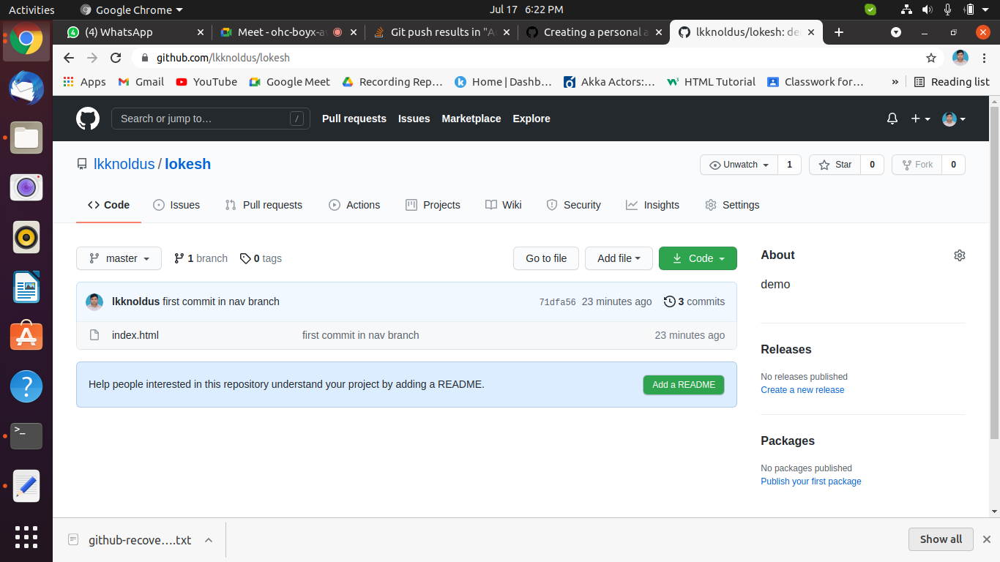 Activities Google Chrome Jul 17 6:22 PM
(4) WhatsApp Meet - ohc-boyx-a Git push results in "A Creating a personal a lkknoldus/lokesh: de
github.com/lkknoldus/lokesh
Apps Gmail YouTube Google Meet Recording Rep… Home | Dashb… Akka Actors:… HTML Tutorial Classwork for… » Reading list
Search or jump to… / Pull requests Issues Marketplace Explore
lkknoldus / lokesh Unwatch 1 Star 0 Fork 0
Code Issues Pull requests Actions Projects Wiki Security Insights Settings
master 1 branch 0 tags Go to file Add file Code
About
demo
lkknoldus first commit in nav branch 71dfa56 23 minutes ago 3 commits
index.html first commit in nav branch 23 minutes ago
Help people interested in this repository understand your project by adding a README. Add a README
Releases
No releases published
Create a new release
Packages
No packages published
Publish your first package
github-recove….txt Show all